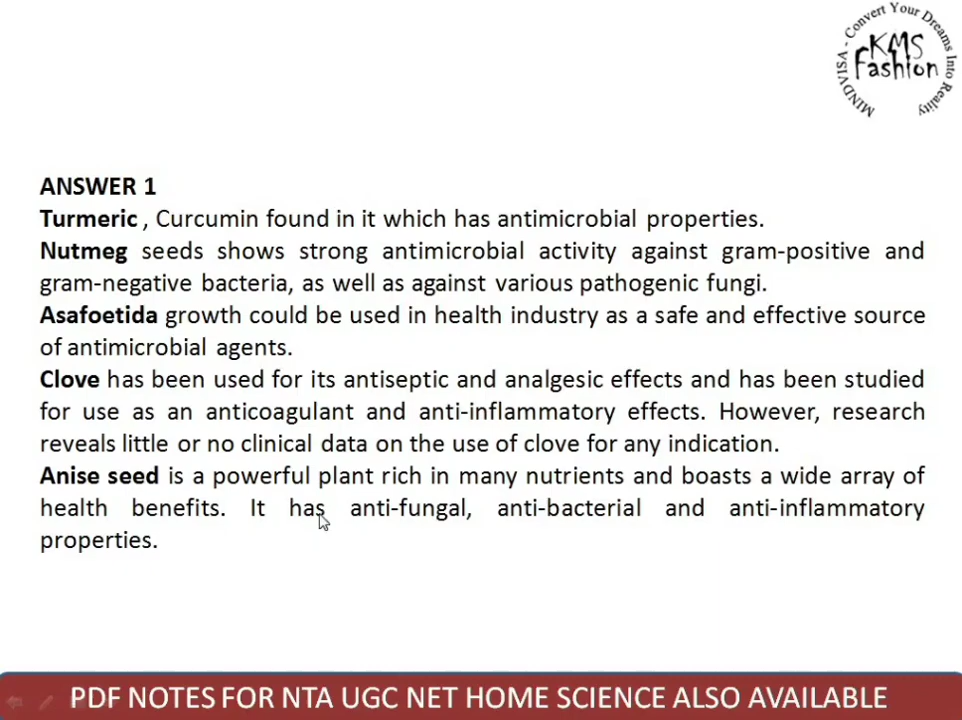 MINDVISA - Convert Your Dreams Into Reality
KMS
Fashion
ANSWER 1
Turmeric , Curcumin found in it which has antimicrobial properties.
Nutmeg seeds shows strong antimicrobial activity against gram-positive and
gram-negative bacteria, as well as against various pathogenic fungi.
Asafoetida growth could be used in health industry as a safe and effective source
of antimicrobial agents.
Clove has been used for its antiseptic and analgesic effects and has been studied
for use as an anticoagulant and anti-inflammatory effects. However, research
reveals little or no clinical data on the use of clove for any indication.
Anise seed is a powerful plant rich in many nutrients and boasts a wide array of
health benefits. It has anti-fungal, anti-bacterial and anti-inflammatory
properties.
PDF NOTES FOR NTA UGC NET HOME SCIENCE ALSO AVAILABLE